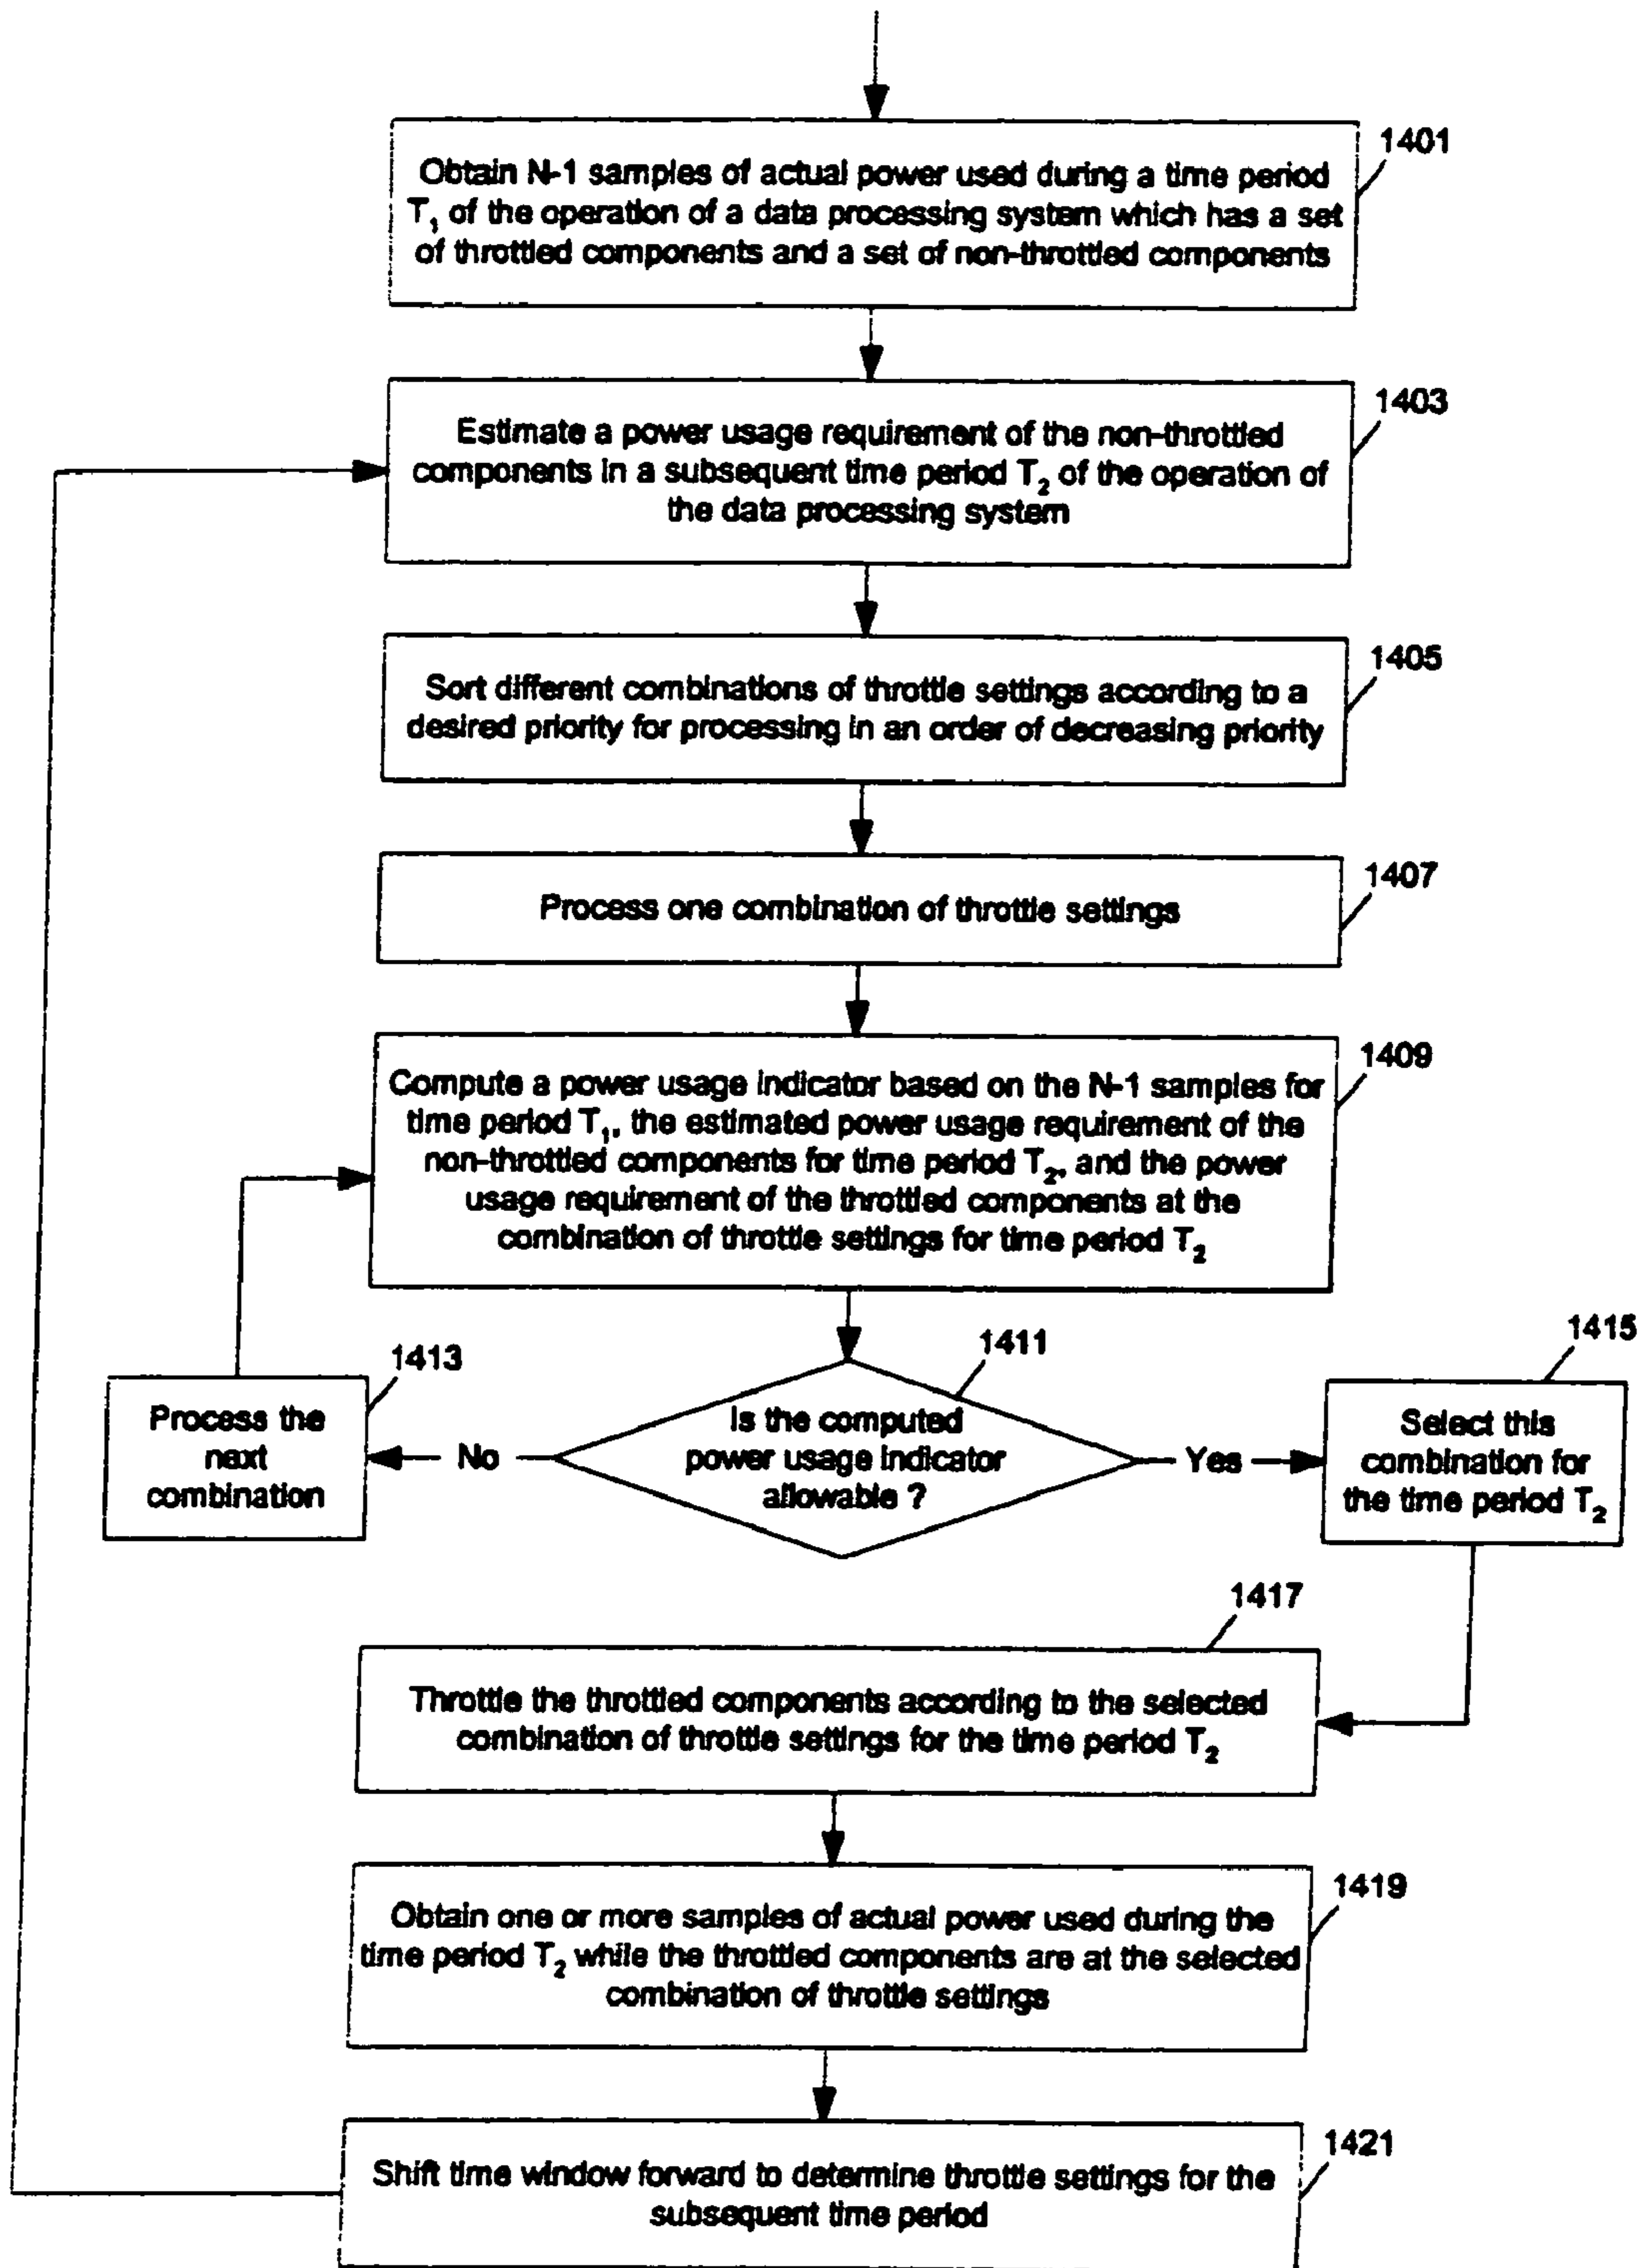 1401
Obtain N-1 samples of actual power used during a time period
T₁ of the operation of a data processing system which has a set
of throttled components and a set of non-throttled components
1403
Estimate a power usage requirement of the non-throttled
components in a subsequent time period T₂ of the operation of
the data processing system
1405
Sort different combinations of throttle settings according to a
desired priority for processing in an order of decreasing priority
1407
Process one combination of throttle settings
1409
Compute a power usage indicator based on the N-1 samples for
time period T₁, the estimated power usage requirement of the
non-throttled components for time period T₂, and the power
usage requirement of the throttled components at the
combination of throttle settings for time period T₂
1411
Is the computed
power usage indicator
allowable ?
No
Yes
1413
Process the
next
combination
1415
Select this
combination for
the time period T₂
1417
Throttle the throttled components according to the selected
combination of throttle settings for the time period T₂
1419
Obtain one or more samples of actual power used during the
time period T₂ while the throttled components are at the selected
combination of throttle settings
1421
Shift time window forward to determine throttle settings for the
subsequent time period